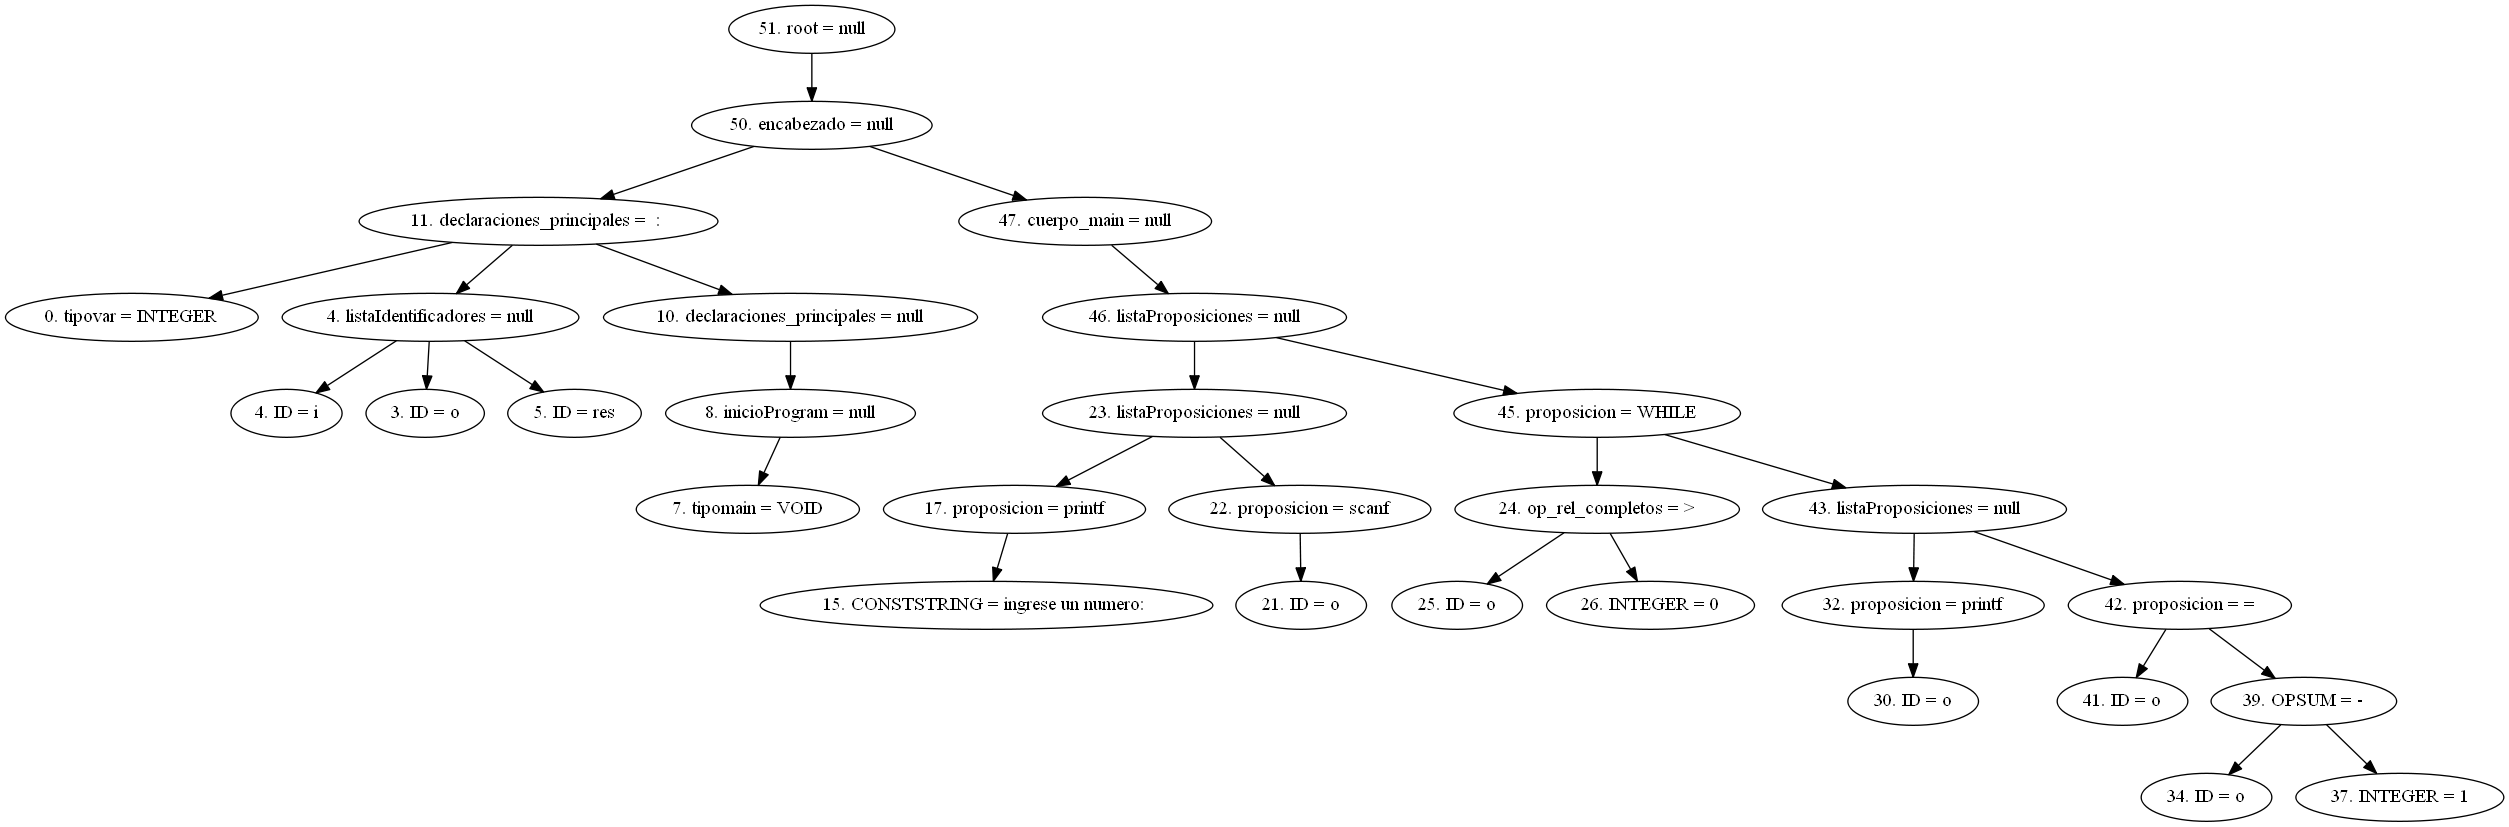 51. root = null
50. encabezado = null
11. declaraciones_principales = :
47. cuerpo_main = null
0. tipovar = INTEGER
4. listaIdentificadores = null
10. declaraciones_principales = null
46. listaProposiciones = null
4. ID = i
3. ID = o
5. ID = res
8. inicioProgram = null
23. listaProposiciones = null
45. proposicion = WHILE
7. tipomain = VOID
17. proposicion = printf
22. proposicion = scanf
24. op_rel_completos = >
43. listaProposiciones = null
15. CONSTSTRING = ingrese un numero:
21. ID = o
25. ID = o
26. INTEGER = 0
32. proposicion = printf
42. proposicion = =
30. ID = o
41. ID = o
39. OPSUM = -
34. ID = o
37. INTEGER = 1